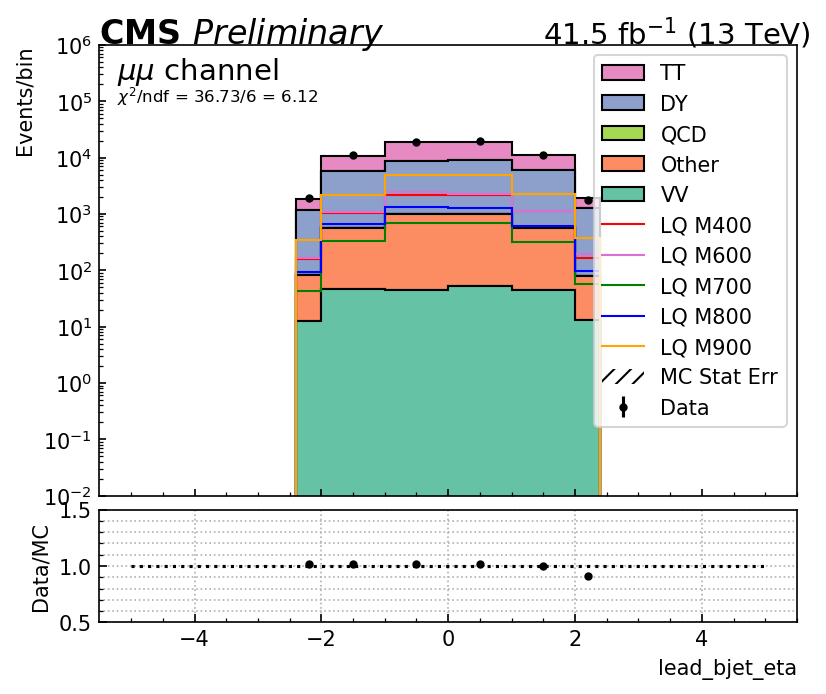 CMS Preliminary 41.5 fb⁻¹ (13 TeV)
μμ channel
χ²/ndf = 36.73/6 = 6.12
Events/bin
10⁶
10⁵
10⁴
10³
10²
10¹
10⁰
10⁻¹
10⁻²
TT
DY
QCD
Other
VV
LQ M400
LQ M600
LQ M700
LQ M800
LQ M900
MC Stat Err
Data
Data/MC
1.5
1.0
0.5
−4 −2 0 2 4
lead_bjet_eta